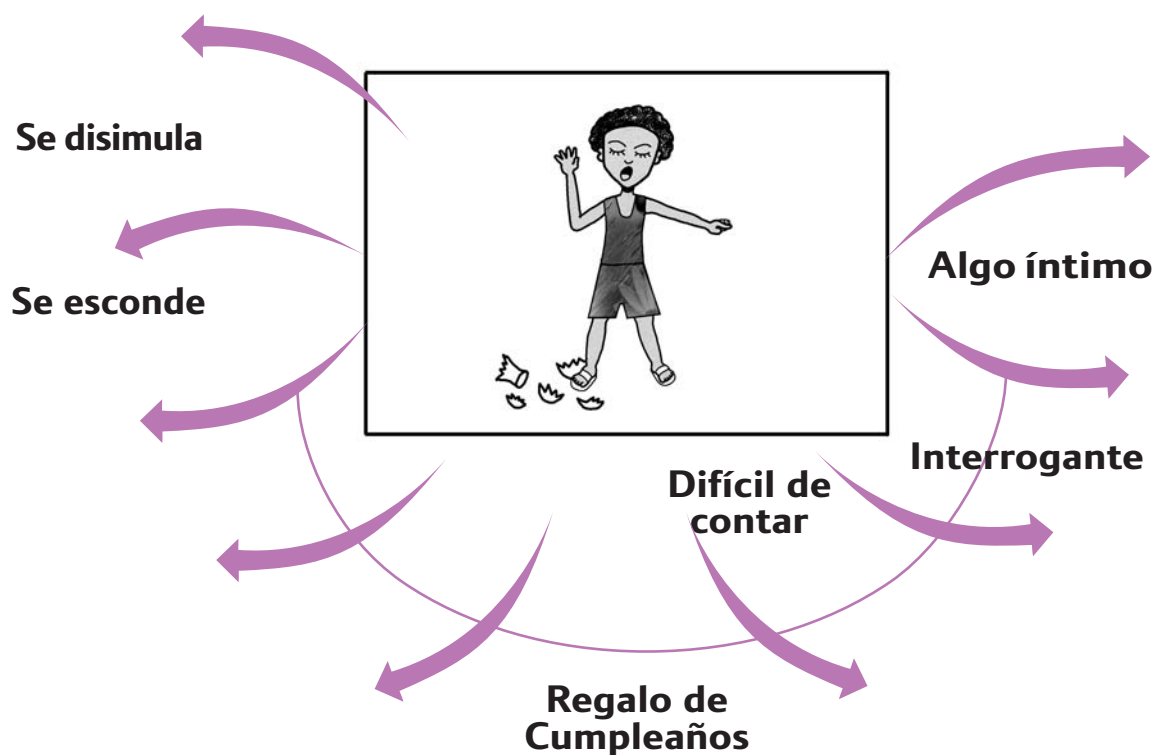 Se disimula
Se esconde
Algo íntimo
Interrogante
Difícil de
contar
Regalo de
Cumpleaños